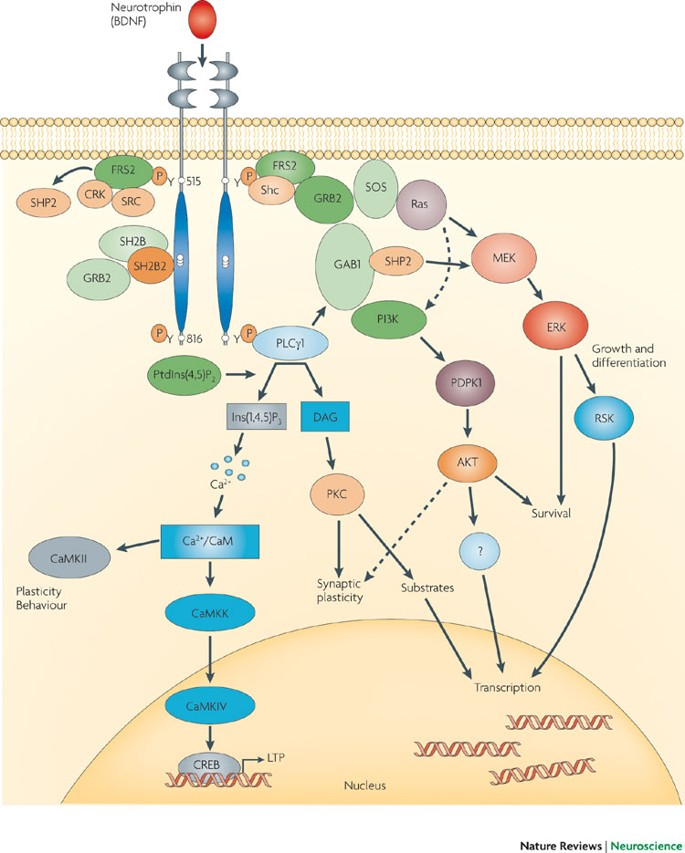 Neurotrophin
(BDNF)
FRS2
P
Y
515
Y
P
FRS2
SHP2
CRK
SRC
Shc
GRB2
SOS
Ras
SH2B
SH2B2
GRB2
GAB1
SHP2
MEK
P
Y
816
Y
P
PLCγ1
PI3K
ERK
PtdIns(4,5)P2
Growth and
differentiation
PDPK1
Ins(1,4,5)P3
DAG
RSK
Ca2+
PKC
AKT
Survival
Ca2+/CaM
CaMKII
?
Plasticity
Behaviour
Synaptic
plasticity
Substrates
CaMKK
Transcription
CaMKIV
CREB
LTP
Nucleus
Nature Reviews | Neuroscience